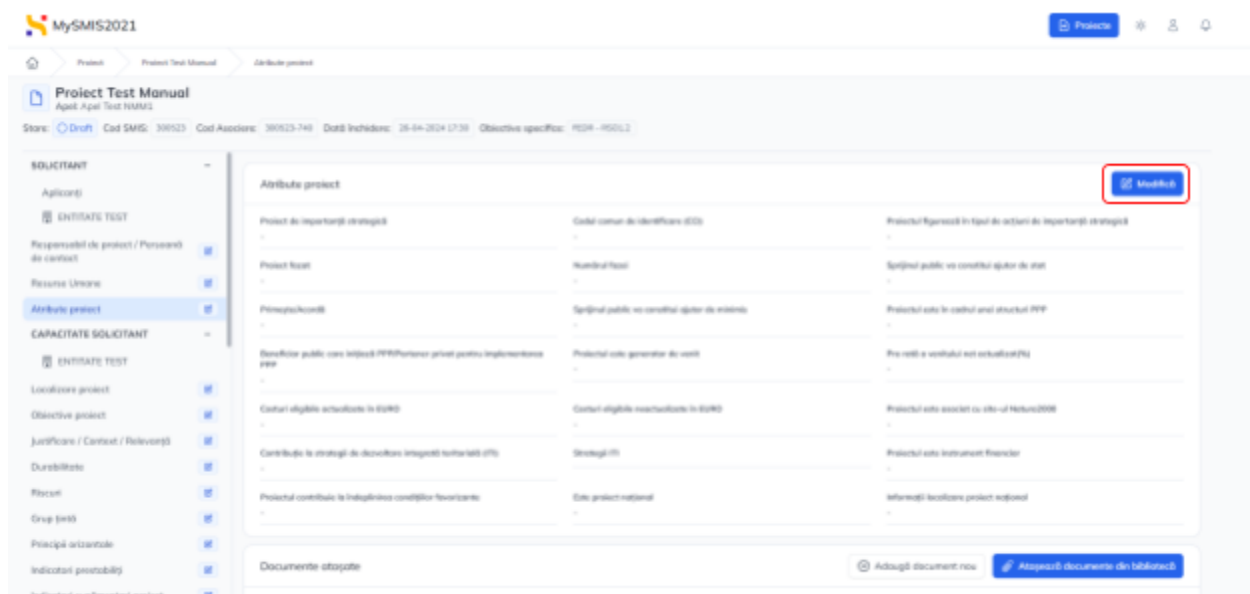 MySMIS2021
Proiecte
Proiect
Proiect Test Manual
Atribute proiect
Proiect Test Manual
Apel: Apel Test NMM1
Stare: Draft Cod SMIS: 300523 Cod Asociere: 300523-740 Dată închidere: 26-04-2024 17:30 Obiective specifice: FEDR - RSO1.2
SOLICITANT
Aplicanți
ENTITATE TEST
Responsabil de proiect / Persoană
de contact
Resurse Umane
Atribute proiect
CAPACITATE SOLICITANT
ENTITATE TEST
Localizare proiect
Obiective proiect
Justificare / Context / Relevanță
Durabilitate
Riscuri
Grup țintă
Principii orizontale
Indicatori prestabiliți
Atribute proiect
Modifică
Proiect de importanță strategică
Codul comun de identificare (CCI)
Proiectul figurează în tipul de acțiuni de importanță strategică
-
-
-
Proiect fazat
Numărul fazei
Sprijinul public va constitui ajutor de stat
-
-
-
Primește/Acordă
Sprijinul public va constitui ajutor de minimis
Proiectul este în cadrul unei structuri PPP
-
-
-
Beneficiar public care inițiază PPP/Partener privat pentru implementarea
PPP
Proiectul este generator de venit
Pro rată a venitului net actualizat(%)
-
-
-
Costuri eligibile actualizate în EURO
Costuri eligibile neactualizate în EURO
Proiectul este asociat cu site-ul Natura2000
-
-
-
Contribuție la strategii de dezvoltare integrată teritorială (ITI)
Strategii ITI
Proiectul este instrument financiar
-
-
Proiectul contribuie la îndeplinirea condițiilor favorizante
Este proiect național
Informații localizare proiect național
-
-
-
Documente atașate
Adaugă document nou
Atașează documente din bibliotecă